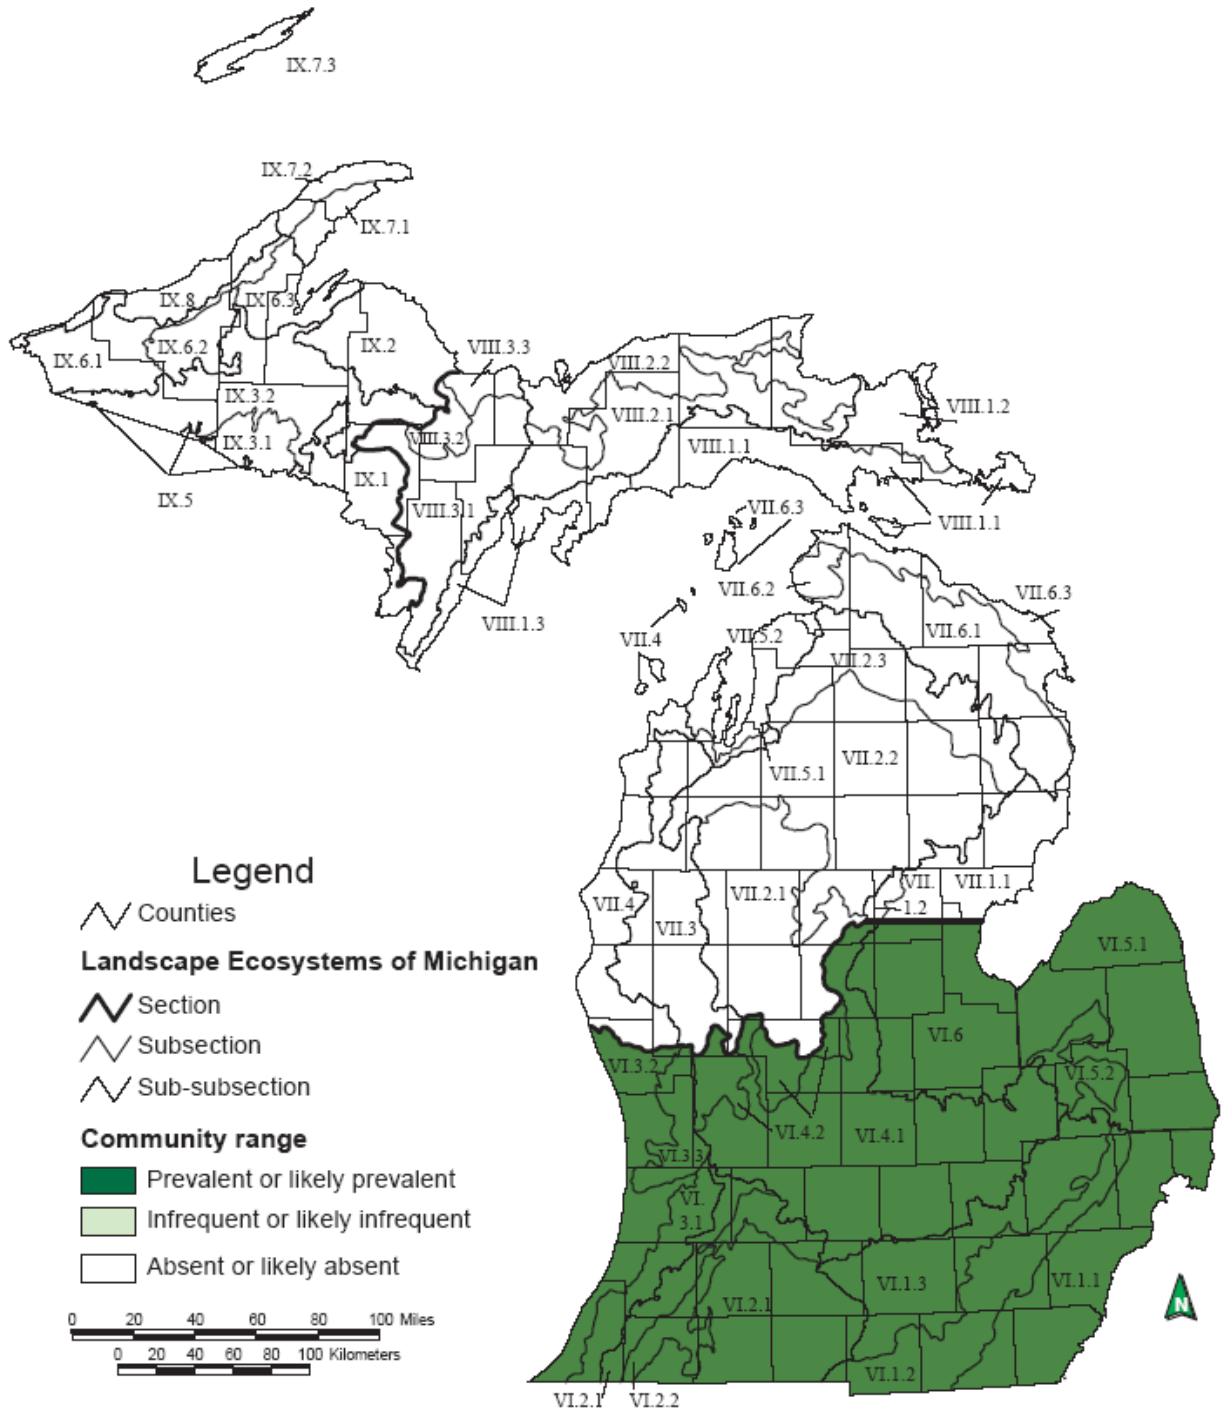 IX.7.3
IX.7.2
IX.7.1
IX.8
IX.6.3
IX.6.1
IX.6.2
IX.2
VIII.3.3
VIII.2.2
IX.3.2
VIII.2.1
VIII.1.2
IX.3.1
VIII.3.2
VIII.1.1
IX.1
IX.5
VIII.3.1
VII.6.3
VIII.1.1
VII.6.2
VII.6.3
VIII.1.3
VII.4
VII.5.2
VII.6.1
VII.2.3
VII.5.1
VII.2.2
VII.4
VII.3
VII.2.1
VII.
1.2
VII.1.1
VI.5.1
VI.6
VI.3.2
VI.5.2
VI.4.2
VI.4.1
VI.3.3
VI.
3.1
VI.2.1
VI.1.3
VI.1.1
VI.1.2
VI.2.1
VI.2.2
Legend
Counties
Landscape Ecosystems of Michigan
Section
Subsection
Sub-subsection
Community range
Prevalent or likely prevalent
Infrequent or likely infrequent
Absent or likely absent
0 20 40 60 80 100 Miles
0 20 40 60 80 100 Kilometers
N